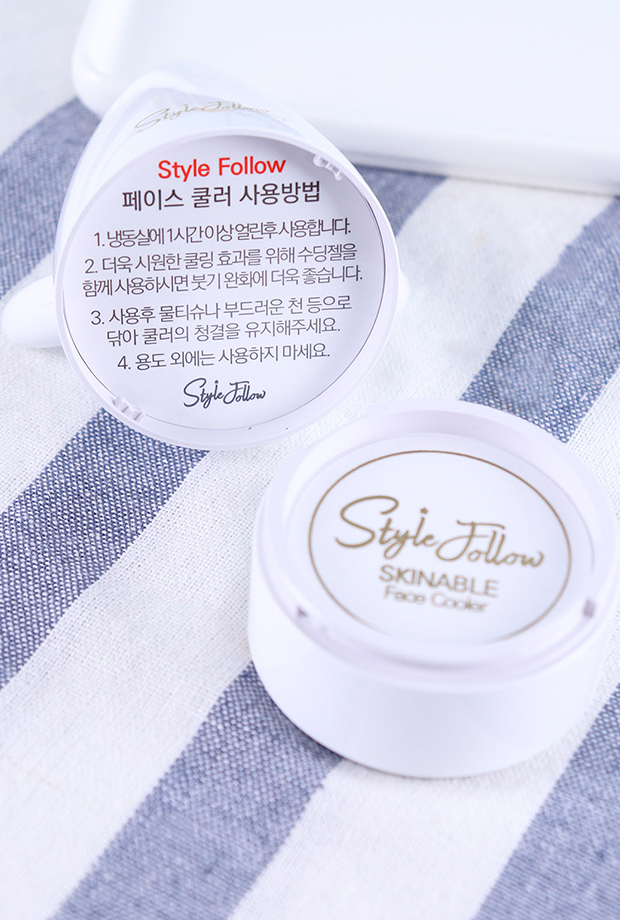 Style Follow
Style Follow
페이스 쿨러 사용방법
1. 냉동실에 1시간 이상 얼린후 사용합니다.
2. 더욱 시원한 쿨링 효과를 위해 수딩젤을
함께 사용하시면 붓기 완화에 더욱 좋습니다.
3. 사용후 물티슈나 부드러운 천 등으로
닦아 쿨러의 청결을 유지해주세요.
4. 용도 외에는 사용하지 마세요.
Style Follow
Style Follow
SKINABLE
Face Cooler